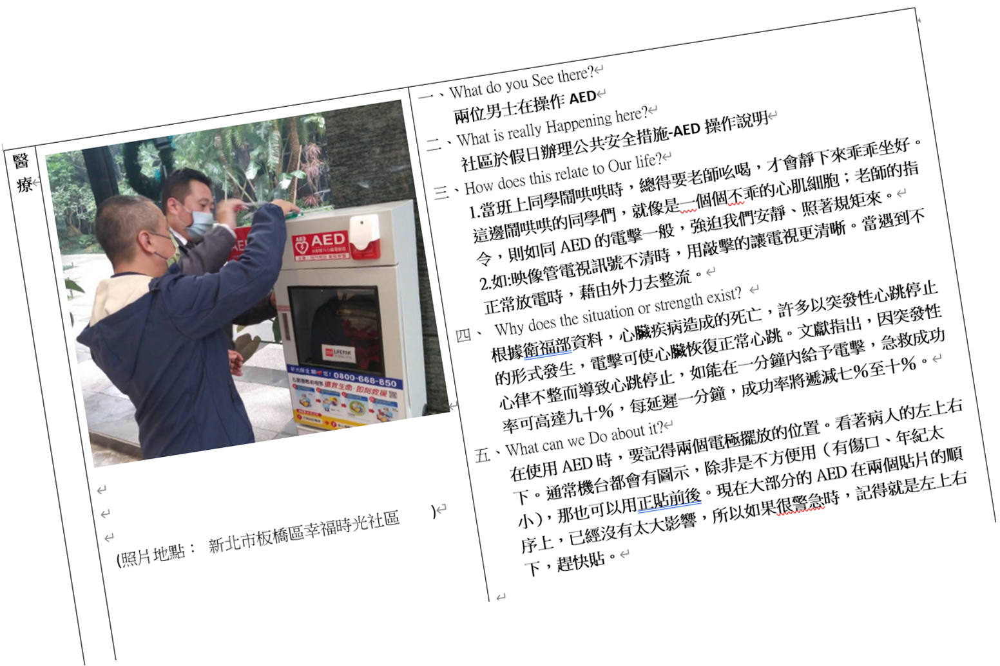 醫
療
AED
AED
AED
LIFEPAK
0800-668-850
搶救生命·即刻救援
(照片地點： 新北市板橋區幸福時光社區 )
一、What do you See there?
兩位男士在操作 AED
二、What is really Happening here?
社區於假日辦理公共安全措施-AED 操作說明
三、How does this relate to Our life?
1.當班上同學鬧哄哄時，總得要老師吆喝，才會靜下來乖乖坐好。
這邊鬧哄哄的同學們，就像是一個個不乖的心肌細胞；老師的指
令，則如同 AED 的電擊一般，強迫我們安靜、照著規矩來。
2.如:映像管電視訊號不清時，用敲擊的讓電視更清晰。當遇到不
正常放電時，藉由外力去整流。
四、 Why does the situation or strength exist?
根據衛福部資料，心臟疾病造成的死亡，許多以突發性心跳停止
的形式發生，電擊可使心臟恢復正常心跳。文獻指出，因突發性
心律不整而導致心跳停止，如能在一分鐘內給予電擊，急救成功
率可高達九十%，每延遲一分鐘，成功率將遞減七%至十%。
五、What can we Do about it?
在使用 AED 時，要記得兩個電極擺放的位置。看著病人的左上右
下。通常機台都會有圖示，除非是不方便用（有傷口、年紀太
小），那也可以用正貼前後。現在大部分的 AED 在兩個貼片的順
序上，已經沒有太大影響，所以如果很警急時，記得就是左上右
下，趕快貼。